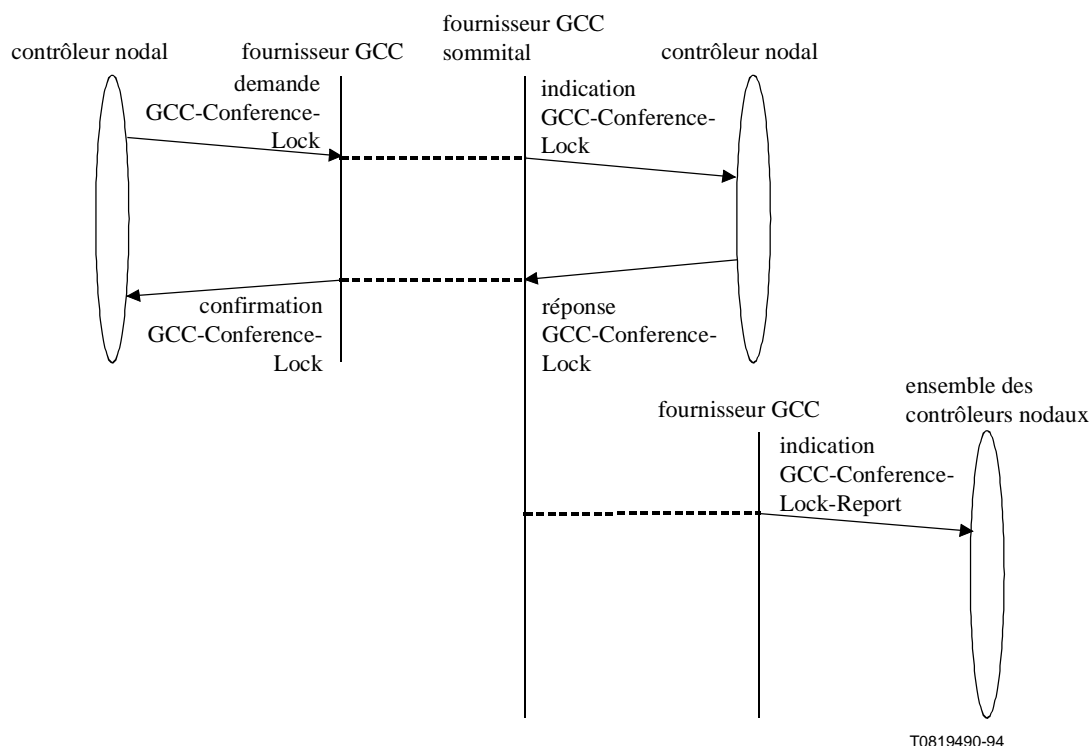 contrôleur nodal
fournisseur GCC
fournisseur GCC
sommital
contrôleur nodal
demande
GCC-Conference-
Lock
indication
GCC-Conference-
Lock
confirmation
GCC-Conference-
Lock
réponse
GCC-Conference-
Lock
fournisseur GCC
ensemble des
contrôleurs nodaux
indication
GCC-Conference-
Lock-Report
T0819490-94